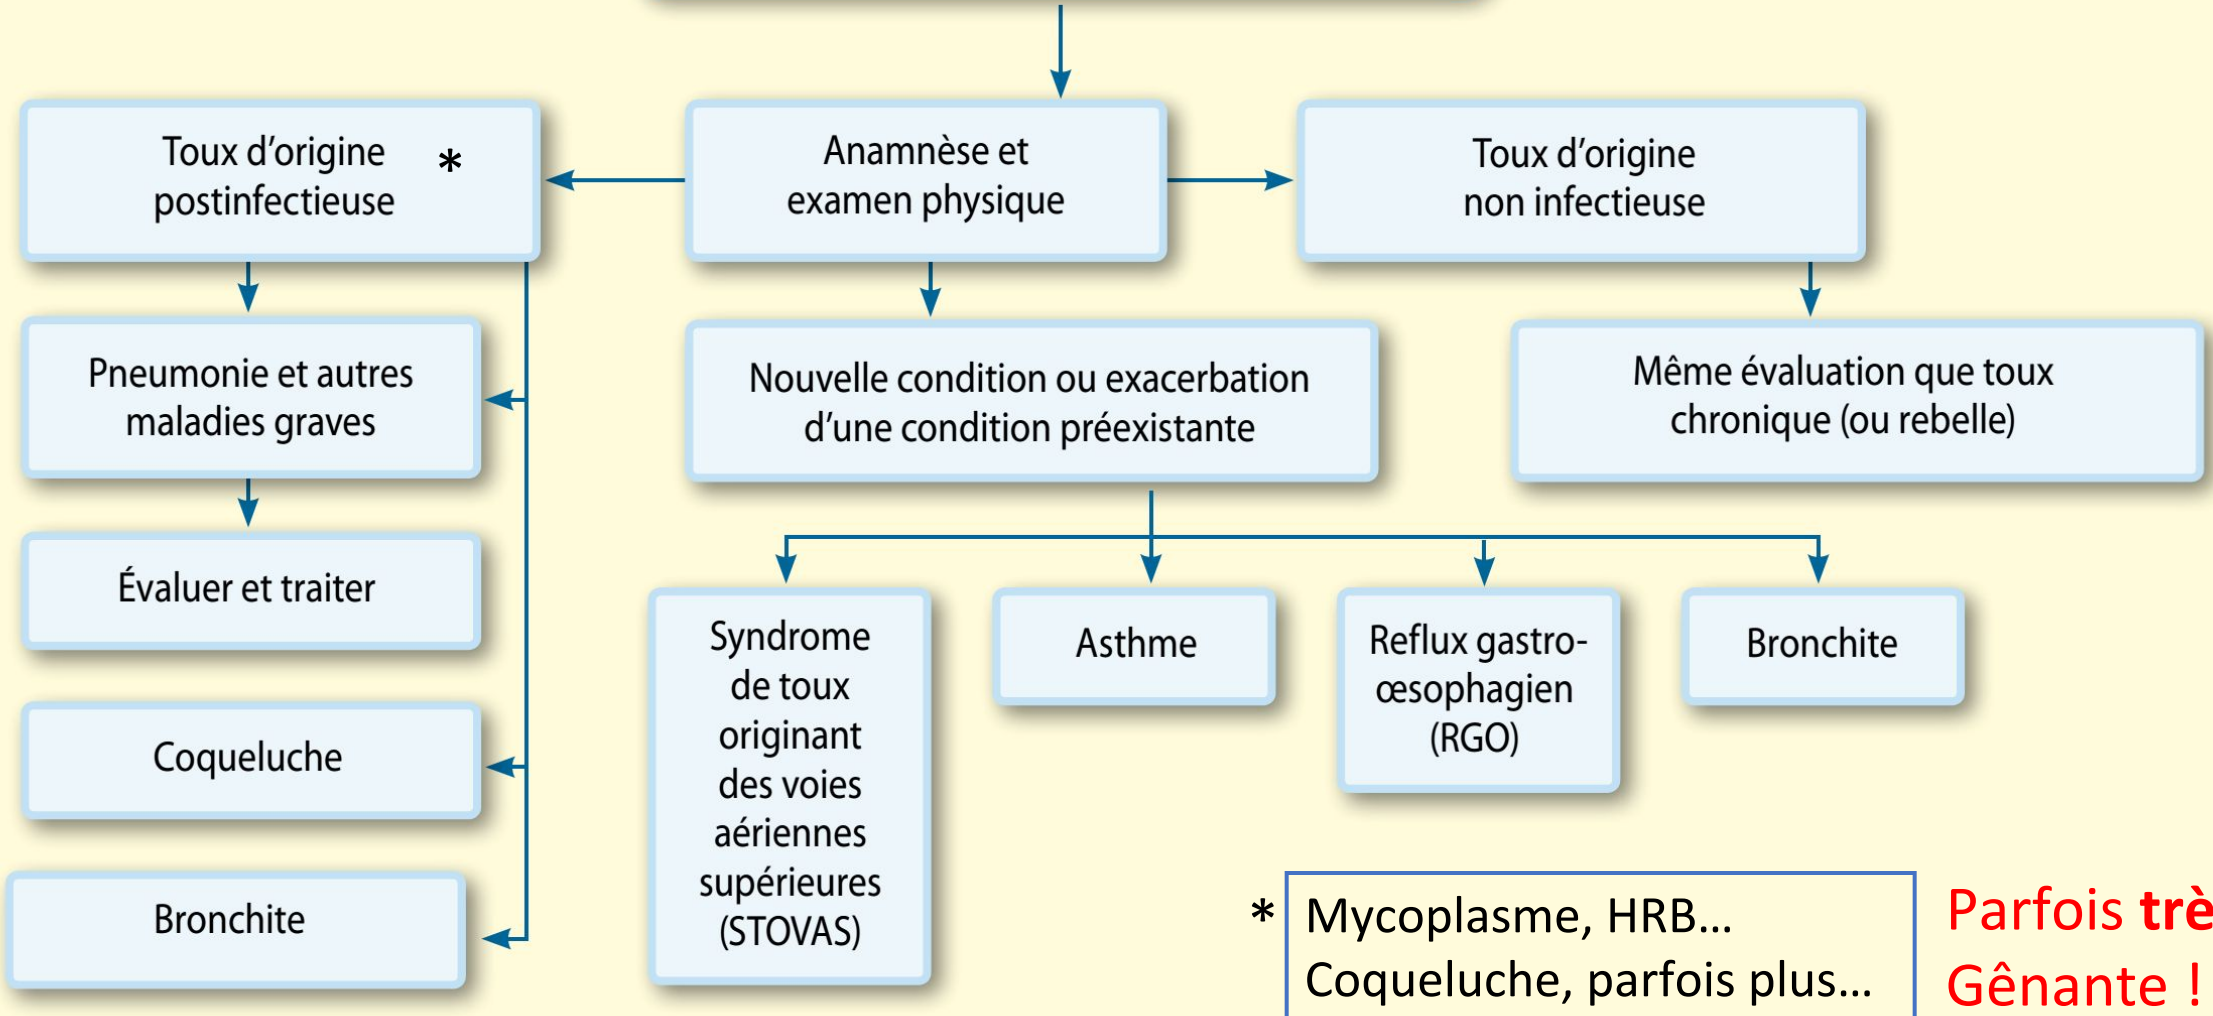 Toux d'origine *
postinfectieuse
Anamnèse et
examen physique
Toux d'origine
non infectieuse
Pneumonie et autres
maladies graves
Nouvelle condition ou exacerbation
d'une condition préexistante
Même évaluation que toux
chronique (ou rebelle)
Évaluer et traiter
Coqueluche
Bronchite
Syndrome
de toux
originant
des voies
aériennes
supérieures
(STOVAS)
Asthme
Reflux gastro-
œsophagien
(RGO)
Bronchite
* Mycoplasme, HRB...
Coqueluche, parfois plus...
Parfois trè
Gênante !